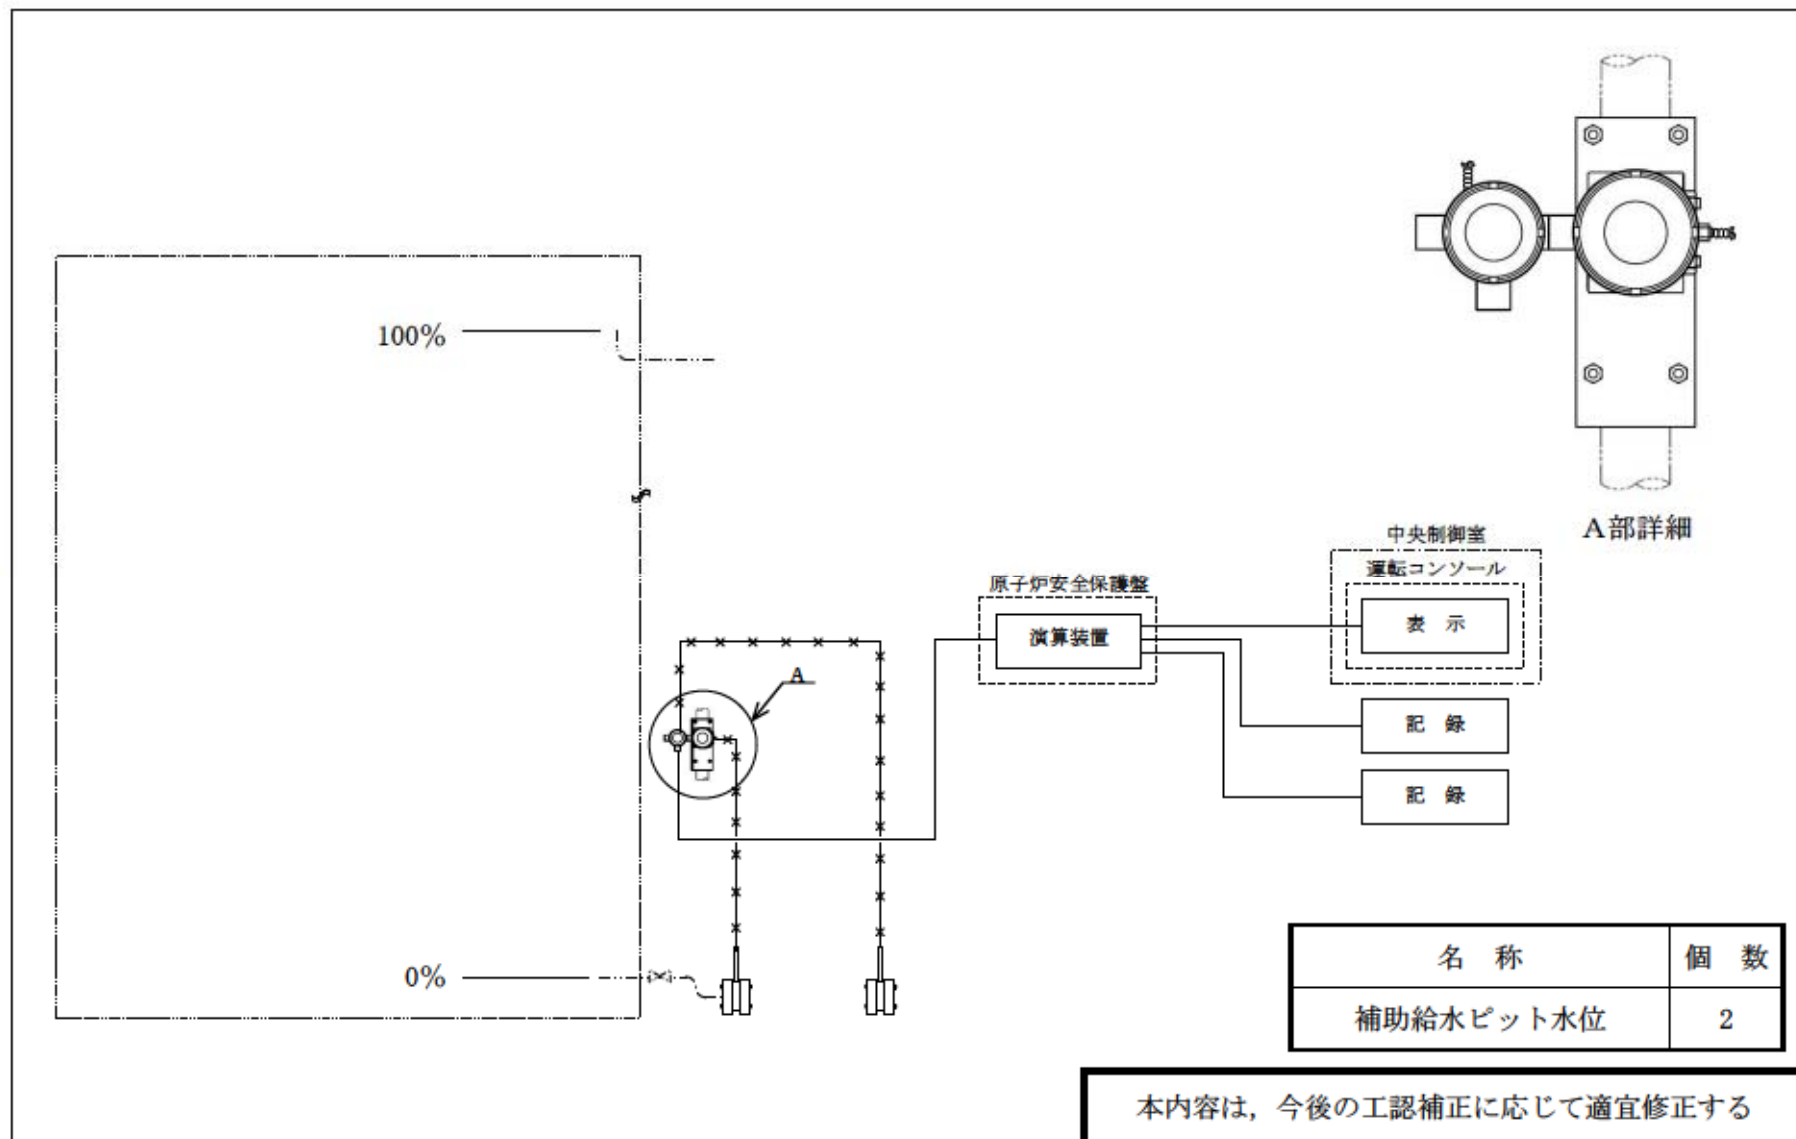 100%
A部詳細
中央制御室
運転コンソール
原子炉安全保護盤
表 示
演算装置
A
記 録
記 録
0%
名 称 個 数
補助給水ピット水位 2
本内容は，今後の工認補正に応じて適宜修正する